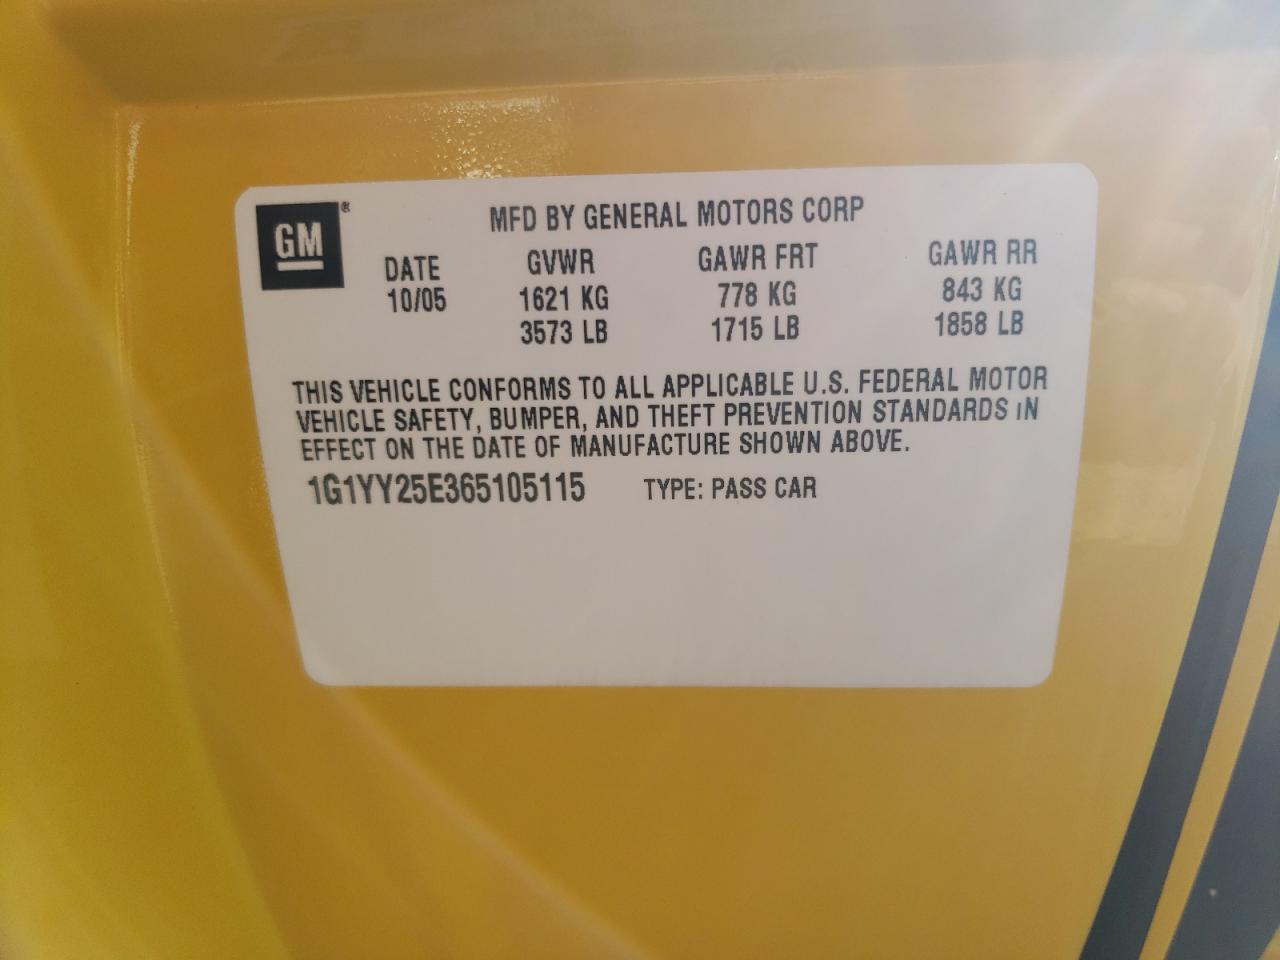 GM®
MFD BY GENERAL MOTORS CORP
DATE GVWR GAWR FRT GAWR RR
10/05 1621 KG 778 KG 843 KG
3573 LB 1715 LB 1858 LB
THIS VEHICLE CONFORMS TO ALL APPLICABLE U.S. FEDERAL MOTOR
VEHICLE SAFETY, BUMPER, AND THEFT PREVENTION STANDARDS IN
EFFECT ON THE DATE OF MANUFACTURE SHOWN ABOVE.
1G1YY25E365105115 TYPE: PASS CAR